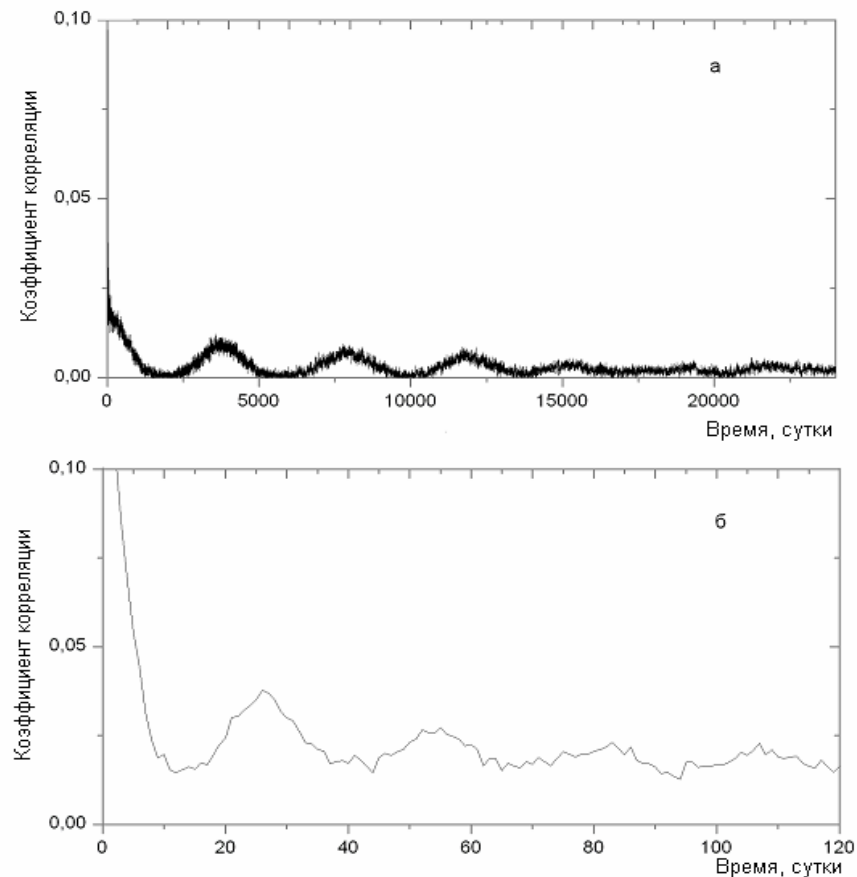 0,10
а
Коэффициент корреляции
0,05
0,00
0 5000 10000 15000 20000
Время, сутки
0,10
б
Коэффициент корреляции
0,05
0,00
0 20 40 60 80 100 120
Время, сутки